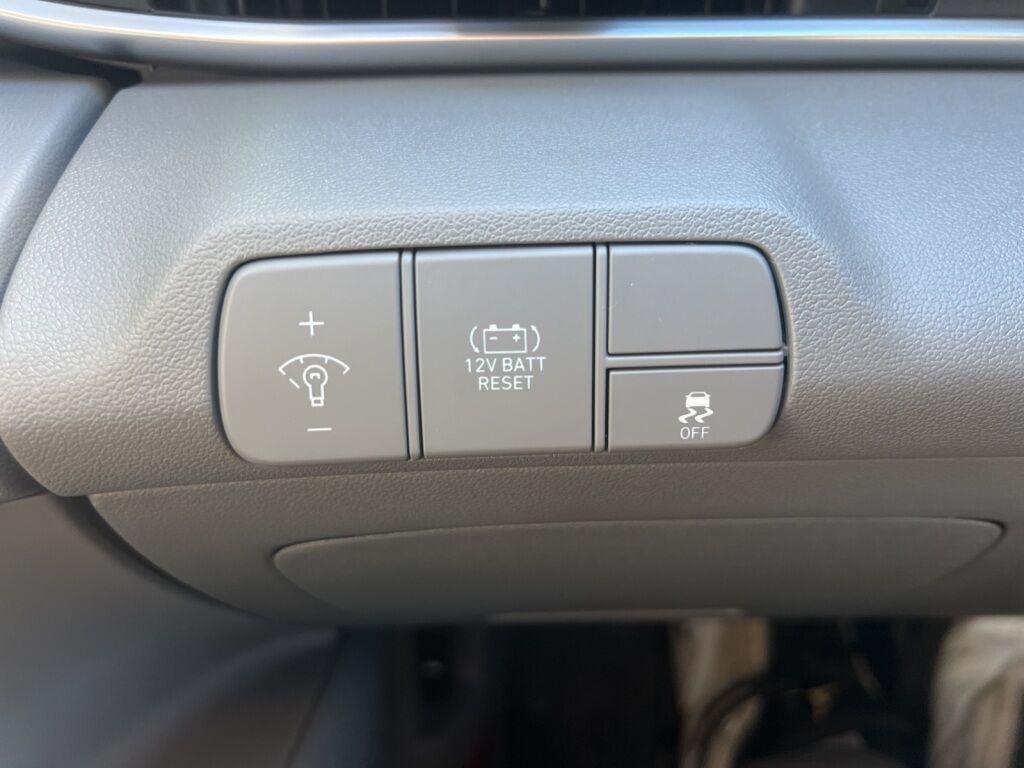 +
12V BATT
RESET
−
OFF